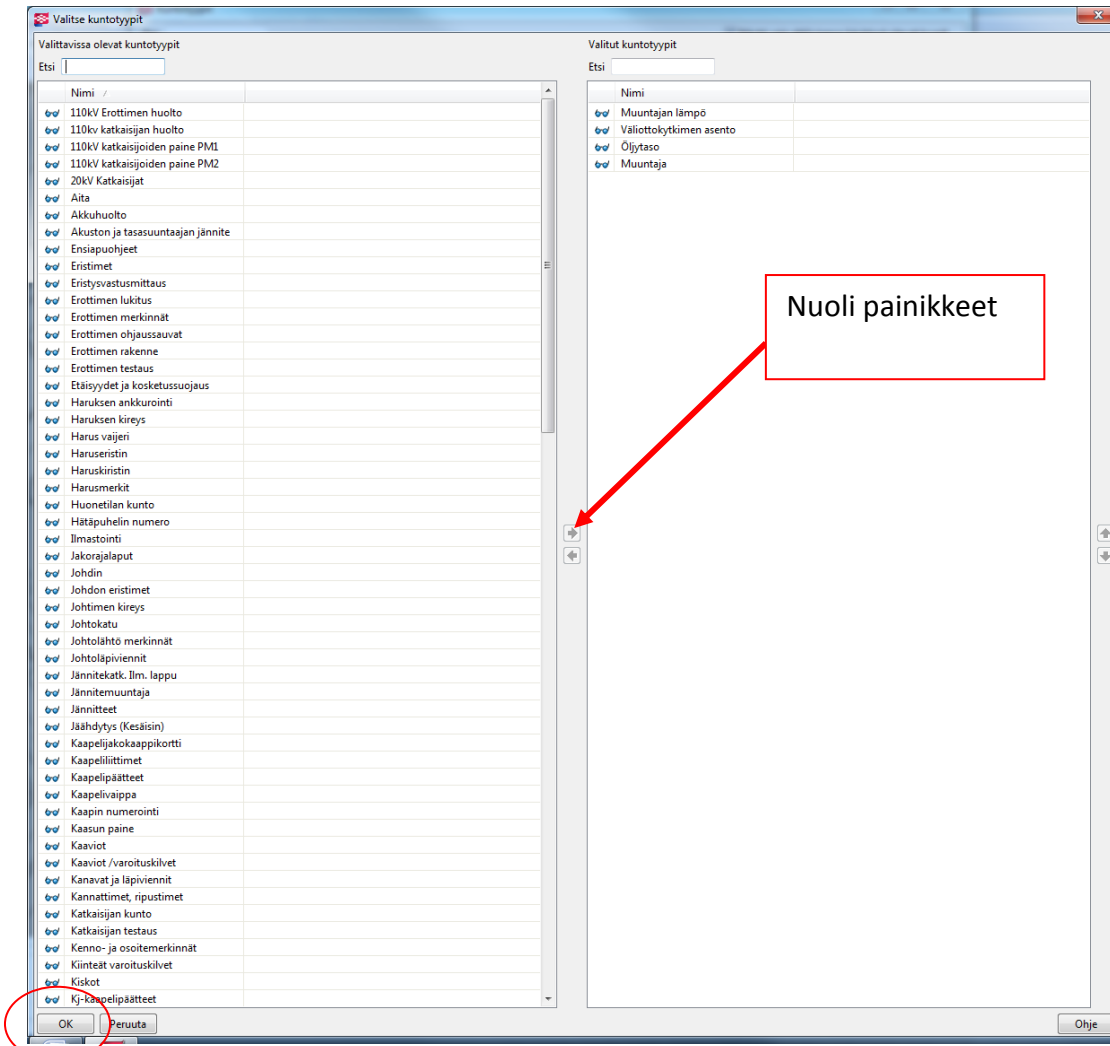 Valitse kuntotyypit
Valittavissa olevat kuntotyypit
Etsi
Nimi
110kV Erottimen huolto
110kv katkaisijan huolto
110kV katkaisijoiden paine PM1
110kV katkaisijoiden paine PM2
20kV Katkaisijat
Aita
Akkuhuolto
Akuston ja tasasuuntaajan jännite
Ensiapuohjeet
Eristimet
Eristysvastusmittaus
Erottimen lukitus
Erottimen merkinnät
Erottimen ohjaussauvat
Erottimen rakenne
Erottimen testaus
Etäisyydet ja kosketussuojaus
Haruksen ankkurointi
Haruksen kireys
Harus vaijeri
Haruseristin
Haruskiristin
Harusmerkit
Huonetilan kunto
Hätäpuhelin numero
Ilmastointi
Jakorajalaput
Johdin
Johdon eristimet
Johtimen kireys
Johtokatu
Johtolähtö merkinnät
Johtoläpiviennit
Jännitekatk. Ilm. lappu
Jännitemuuntaja
Jännitteet
Jäähdytys (Kesäisin)
Kaapelijakokaappikortti
Kaapeliliittimet
Kaapelipäätteet
Kaapelivaippa
Kaapin numerointi
Kaasun paine
Kaaviot
Kaaviot /varoituskilvet
Kanavat ja läpiviennit
Kannattimet, ripustimet
Katkaisijan kunto
Katkaisijan testaus
Kenno- ja osoitemerkinnät
Kiinteät varoituskilvet
Kiskot
Kj-kaapelipäätteet
Valitut kuntotyypit
Etsi
Nimi
Muuntajan lämpö
Väliottokytkimen asento
Öljytaso
Muuntaja
Nuoli painikkeet
OK Peruuta Ohje